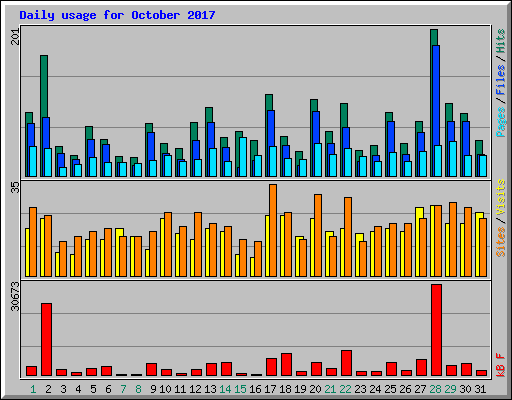 Daily usage for October 2017
201
Pages / Files / Hits
35
Sites / Visits
30673
kB F
1 2 3 4 5 6 7 8 9 10 11 12 13 14 15 16 17 18 19 20 21 22 23 24 25 26 27 28 29 30 31